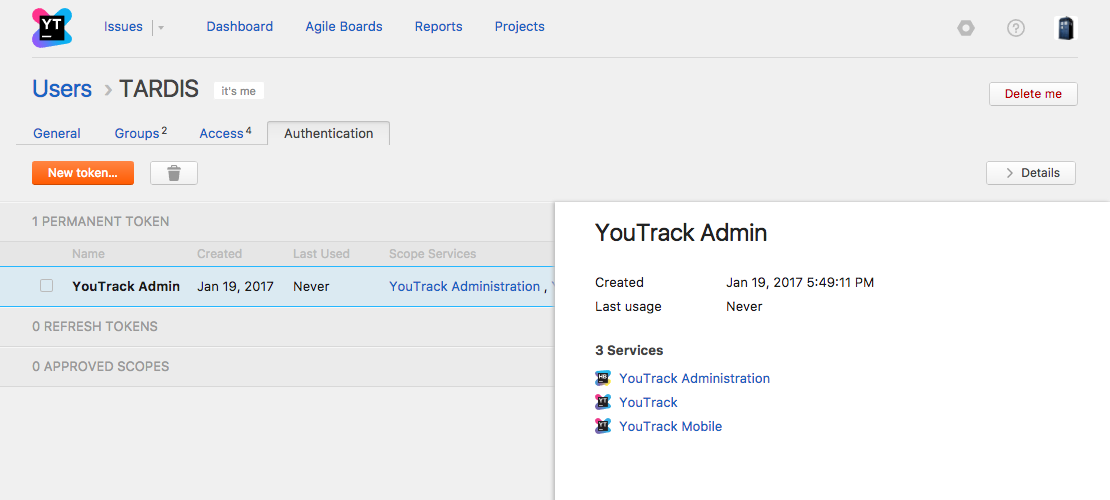 YT Issues Dashboard Agile Boards Reports Projects ?
Users > TARDIS it's me Delete me
General Groups 2 Access 4 Authentication
New token... > Details
1 PERMANENT TOKEN
Name Created Last Used Scope Services
YouTrack Admin Jan 19, 2017 Never YouTrack Administration ,
0 REFRESH TOKENS
0 APPROVED SCOPES
YouTrack Admin
Created Jan 19, 2017 5:49:11 PM
Last usage Never
3 Services
HB YouTrack Administration
YT YouTrack
YT YouTrack Mobile